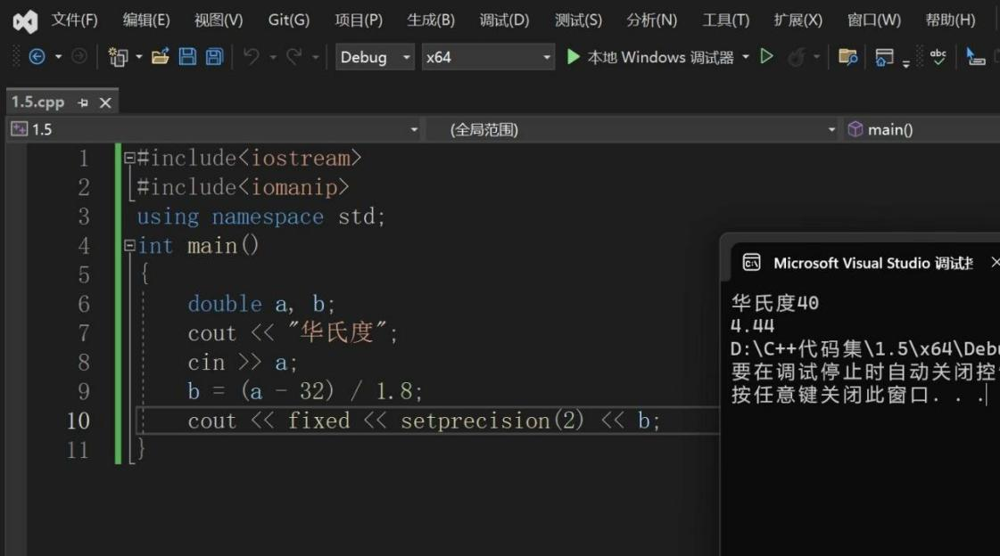 文件(F) 编辑(E) 视图(V) Git(G) 项目(P) 生成(B) 调试(D) 测试(S) 分析(N) 工具(T) 扩展(X) 窗口(W) 帮助(H)
Debug x64 本地 Windows 调试器
1.5.cpp
1.5 (全局范围) main()
1 #include<iostream>
2 #include<iomanip>
3 using namespace std;
4 int main()
5 {
6 double a, b;
7 cout << "华氏度";
8 cin >> a;
9 b = (a - 32) / 1.8;
10 cout << fixed << setprecision(2) << b;
11 }
Microsoft Visual Studio 调试
华氏度40
4.44
D:\C++代码集\1.5\x64\Deb
要在调试停止时自动关闭控
按任意键关闭此窗口. . .